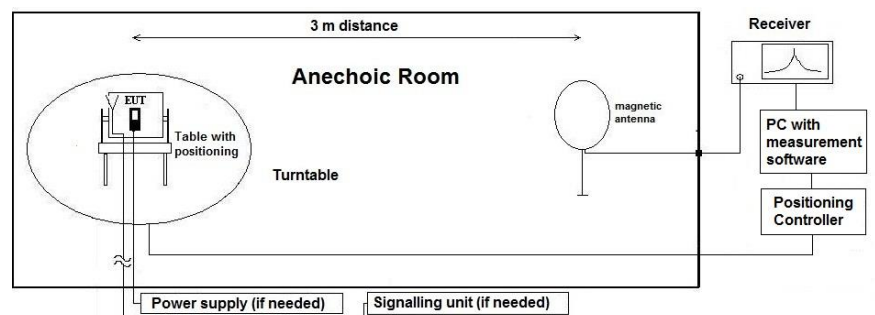 3 m distance
Receiver
Anechoic Room
EUT
Table with
positioning
magnetic
antenna
PC with
measurement
software
Turntable
Positioning
Controller
Power supply (if needed)
Signalling unit (if needed)